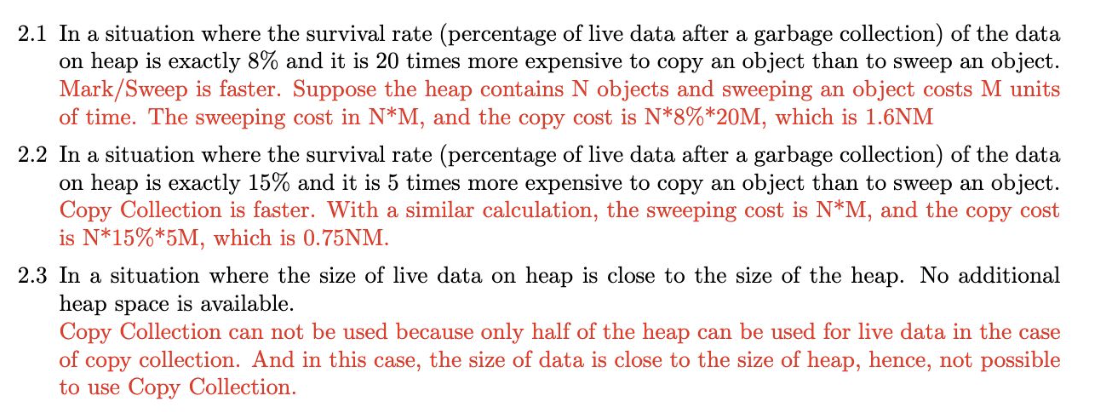 2.1 In a situation where the survival rate (percentage of live data after a garbage collection) of the data
on heap is exactly 8% and it is 20 times more expensive to copy an object than to sweep an object.
Mark/Sweep is faster. Suppose the heap contains N objects and sweeping an object costs M units
of time. The sweeping cost in N*M, and the copy cost is N*8%*20M, which is 1.6NM
2.2 In a situation where the survival rate (percentage of live data after a garbage collection) of the data
on heap is exactly 15% and it is 5 times more expensive to copy an object than to sweep an object.
Copy Collection is faster. With a similar calculation, the sweeping cost is N*M, and the copy cost
is N*15%*5M, which is 0.75NM.
2.3 In a situation where the size of live data on heap is close to the size of the heap. No additional
heap space is available.
Copy Collection can not be used because only half of the heap can be used for live data in the case
of copy collection. And in this case, the size of data is close to the size of heap, hence, not possible
to use Copy Collection.